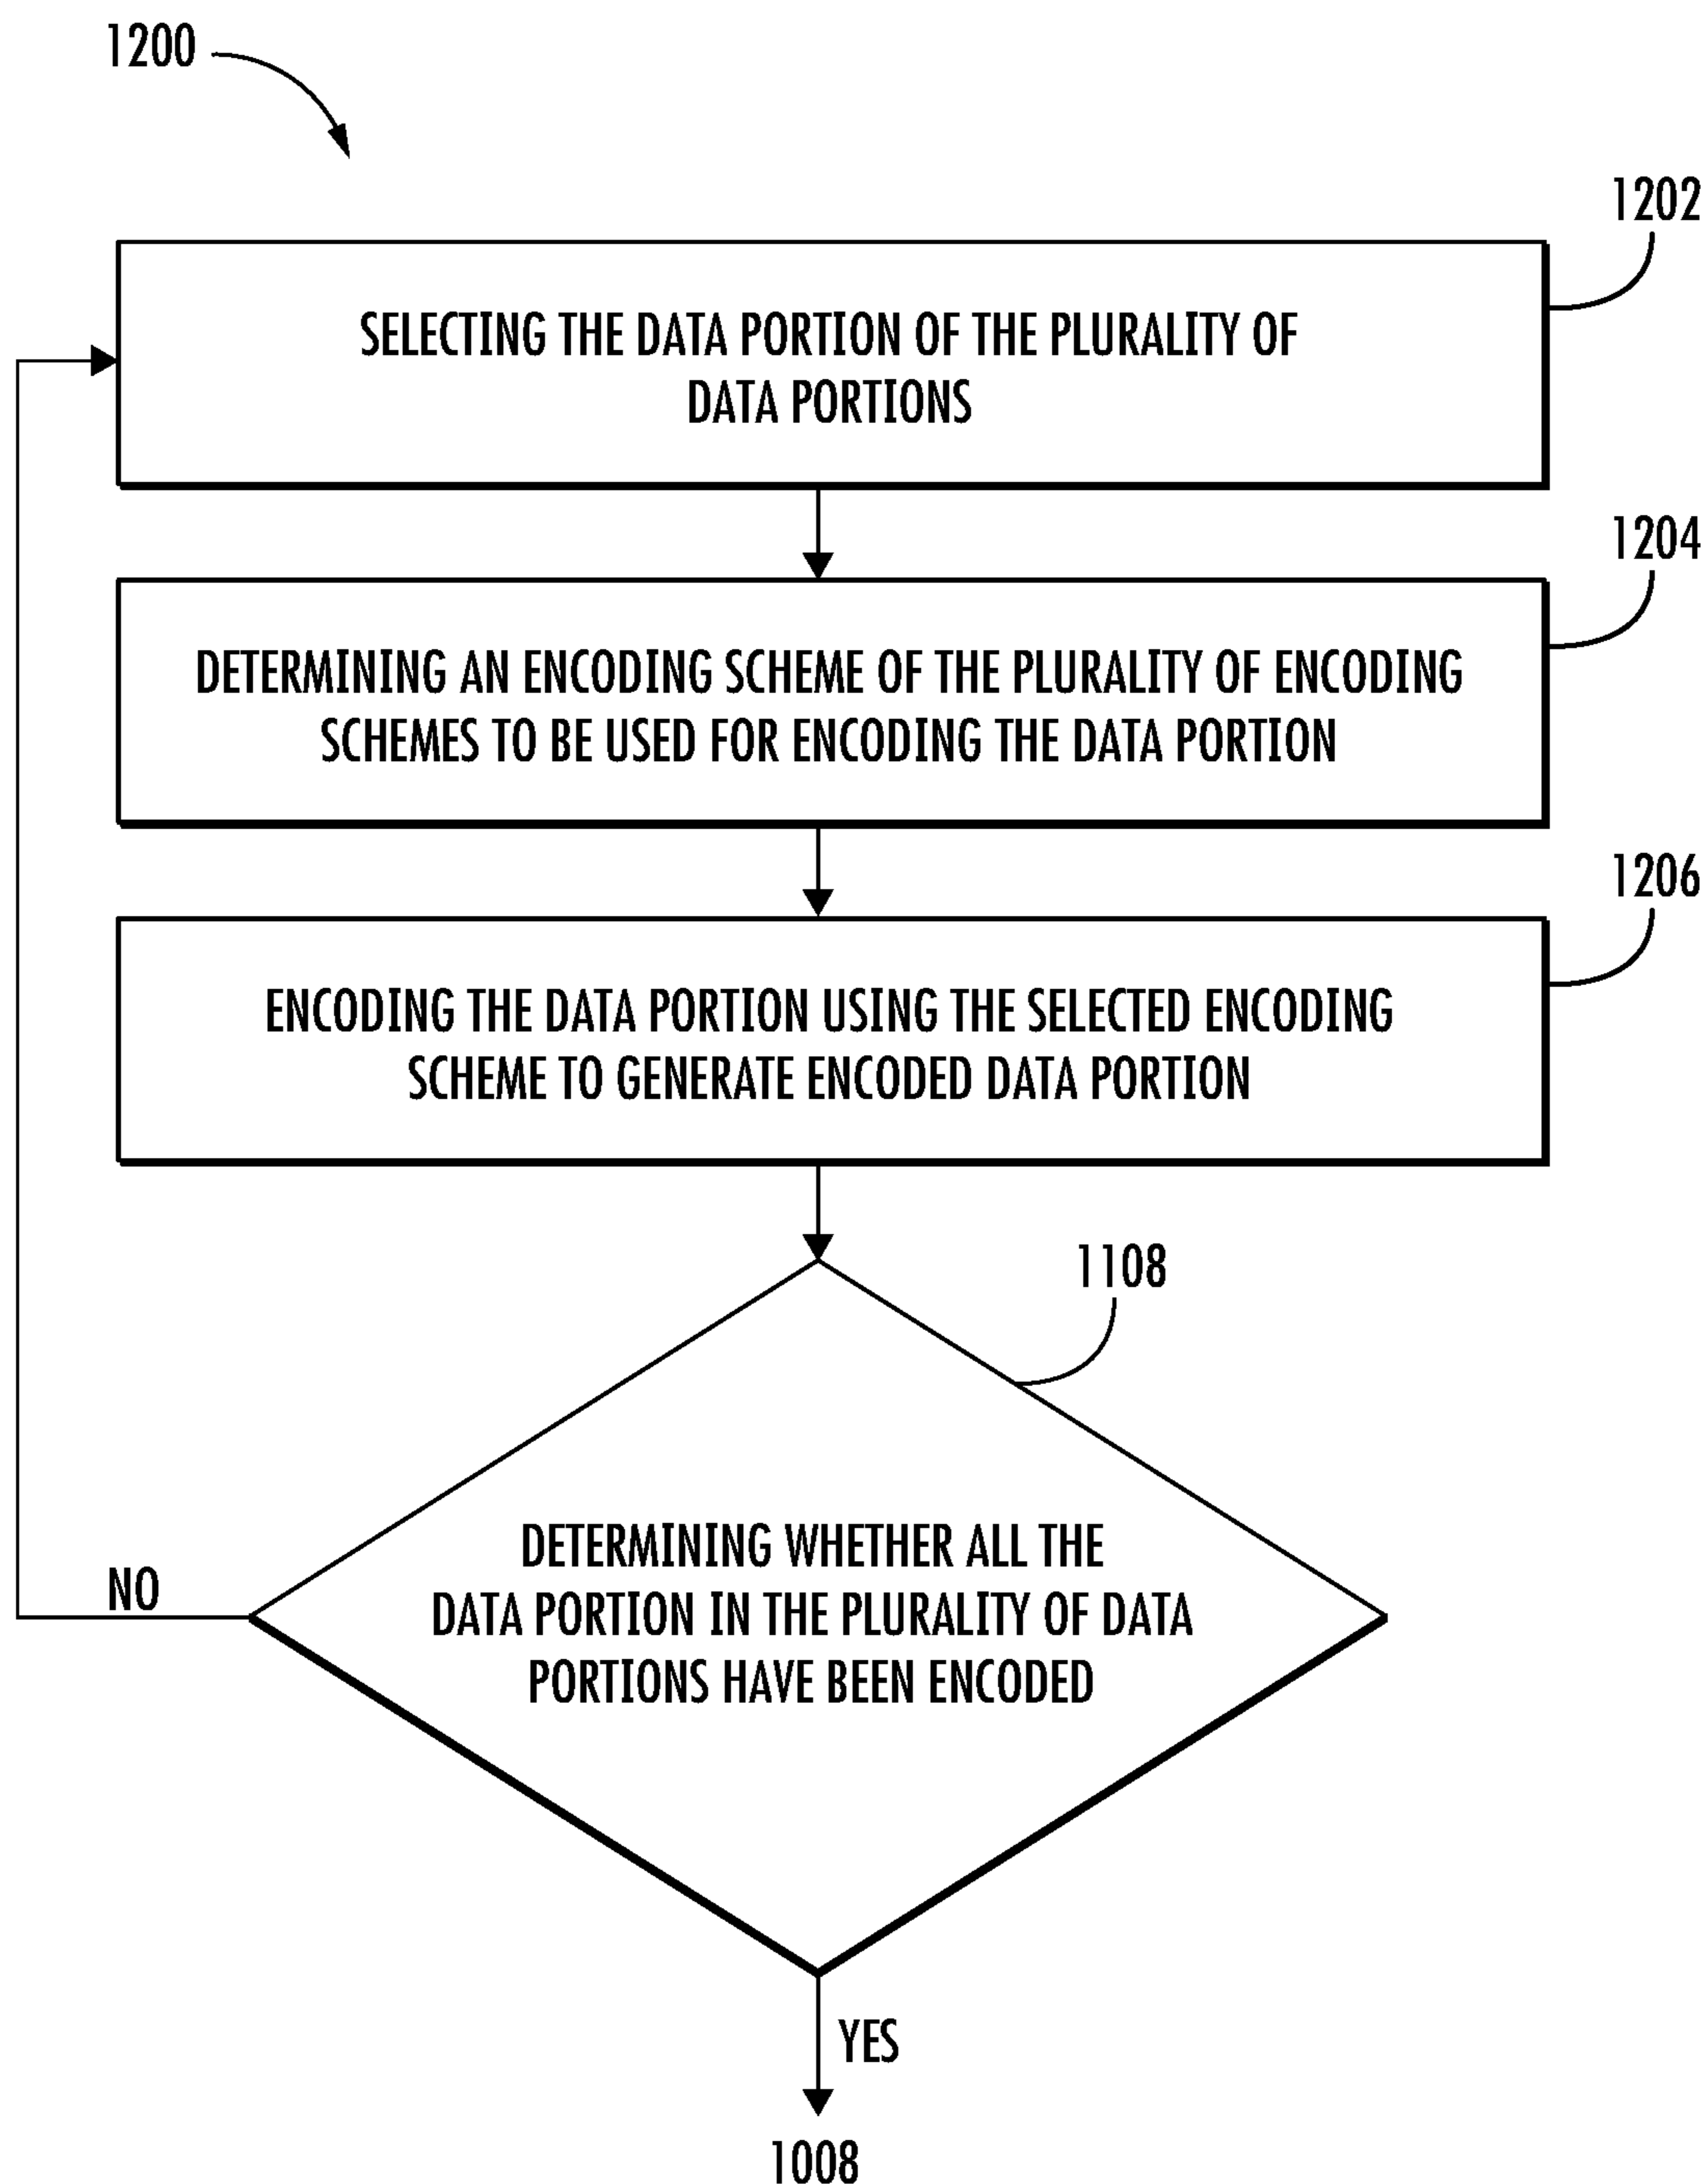 1200
1202
SELECTING THE DATA PORTION OF THE PLURALITY OF
DATA PORTIONS
1204
DETERMINING AN ENCODING SCHEME OF THE PLURALITY OF ENCODING
SCHEMES TO BE USED FOR ENCODING THE DATA PORTION
1206
ENCODING THE DATA PORTION USING THE SELECTED ENCODING
SCHEME TO GENERATE ENCODED DATA PORTION
1108
DETERMINING WHETHER ALL THE
DATA PORTION IN THE PLURALITY OF DATA
PORTIONS HAVE BEEN ENCODED
NO
YES
1008